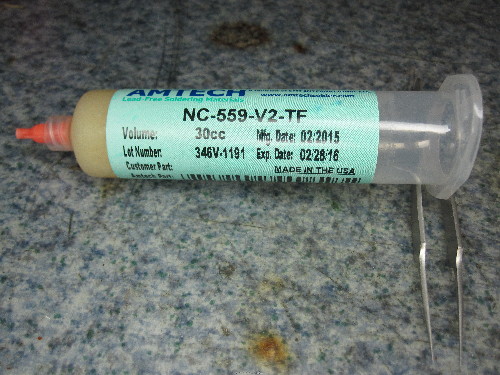 AMTECH
Lead-Free Soldering Materials
NC-559-V2-TF
Volume: 30cc Mfg. Date: 02/2015
Lot Number: 346V-1191 Exp. Date: 02/28/16
Customer Part: MADE IN THE USA
Amtech Part: